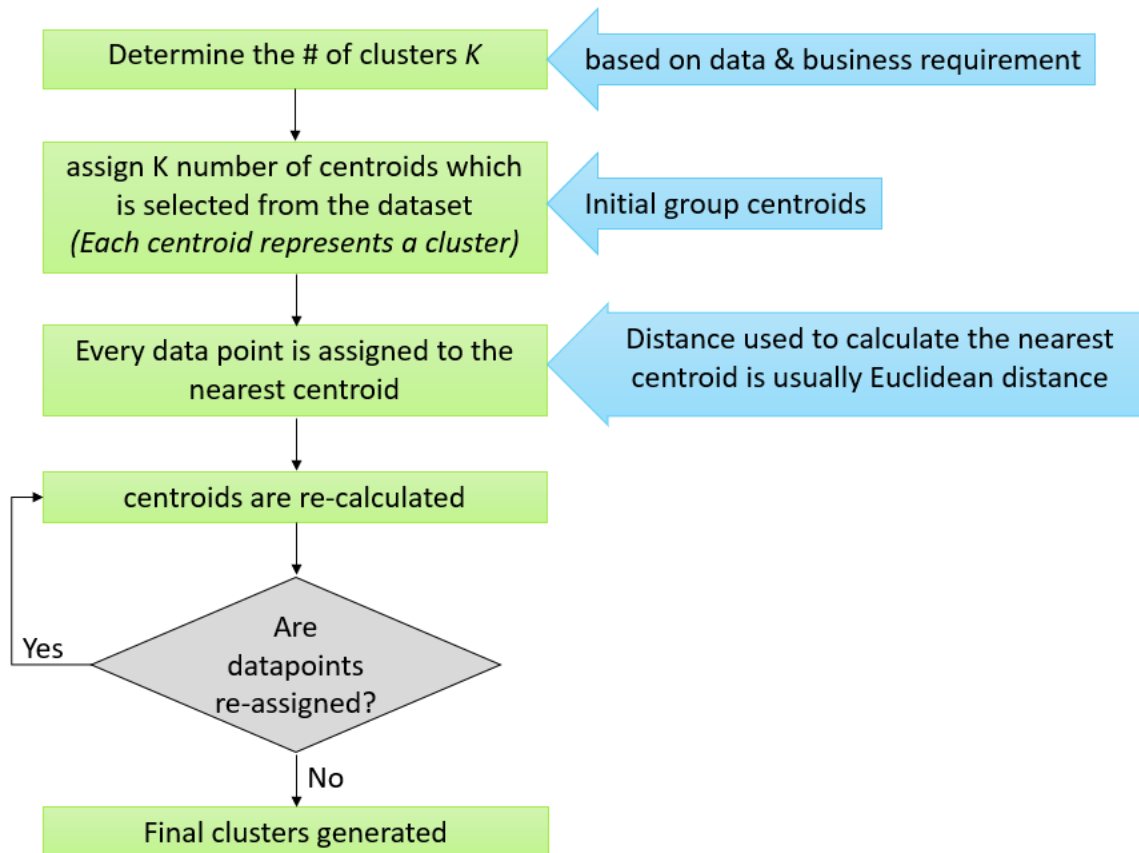 Determine the # of clusters K
based on data & business requirement
assign K number of centroids which
is selected from the dataset
(Each centroid represents a cluster)
Initial group centroids
Every data point is assigned to the
nearest centroid
Distance used to calculate the nearest
centroid is usually Euclidean distance
centroids are re-calculated
Are
datapoints
re-assigned?
Yes
No
Final clusters generated